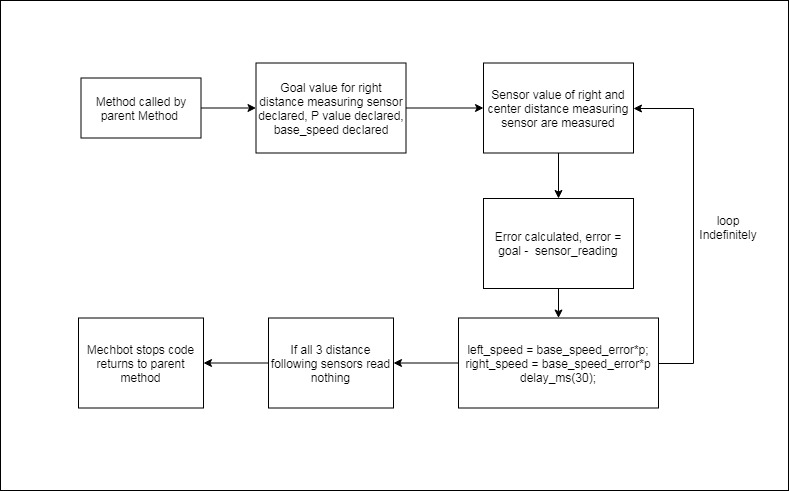 Method called by
parent Method
Goal value for right
distance measuring sensor
declared, P value declared,
base_speed declared
Sensor value of right and
center distance measuring
sensor are measured
loop
Indefinitely
Error calculated, error =
goal - sensor_reading
left_speed = base_speed_error*p;
right_speed = base_speed_error*p
delay_ms(30);
If all 3 distance
following sensors read
nothing
Mechbot stops code
returns to parent
method